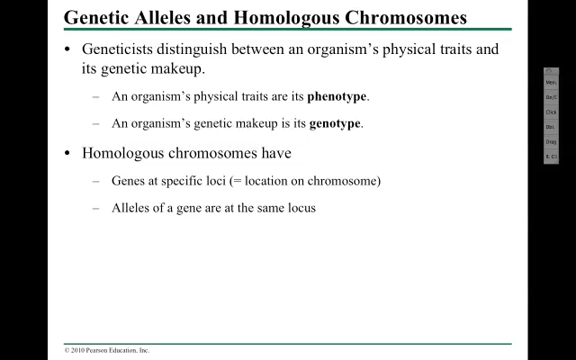 Genetic Alleles and Homologous Chromosomes
• Geneticists distinguish between an organism's physical traits and
its genetic makeup.
– An organism's physical traits are its phenotype.
– An organism's genetic makeup is its genotype.
• Homologous chromosomes have
– Genes at specific loci (= location on chromosome)
– Alleles of a gene are at the same locus
© 2010 Pearson Education, Inc.
Click